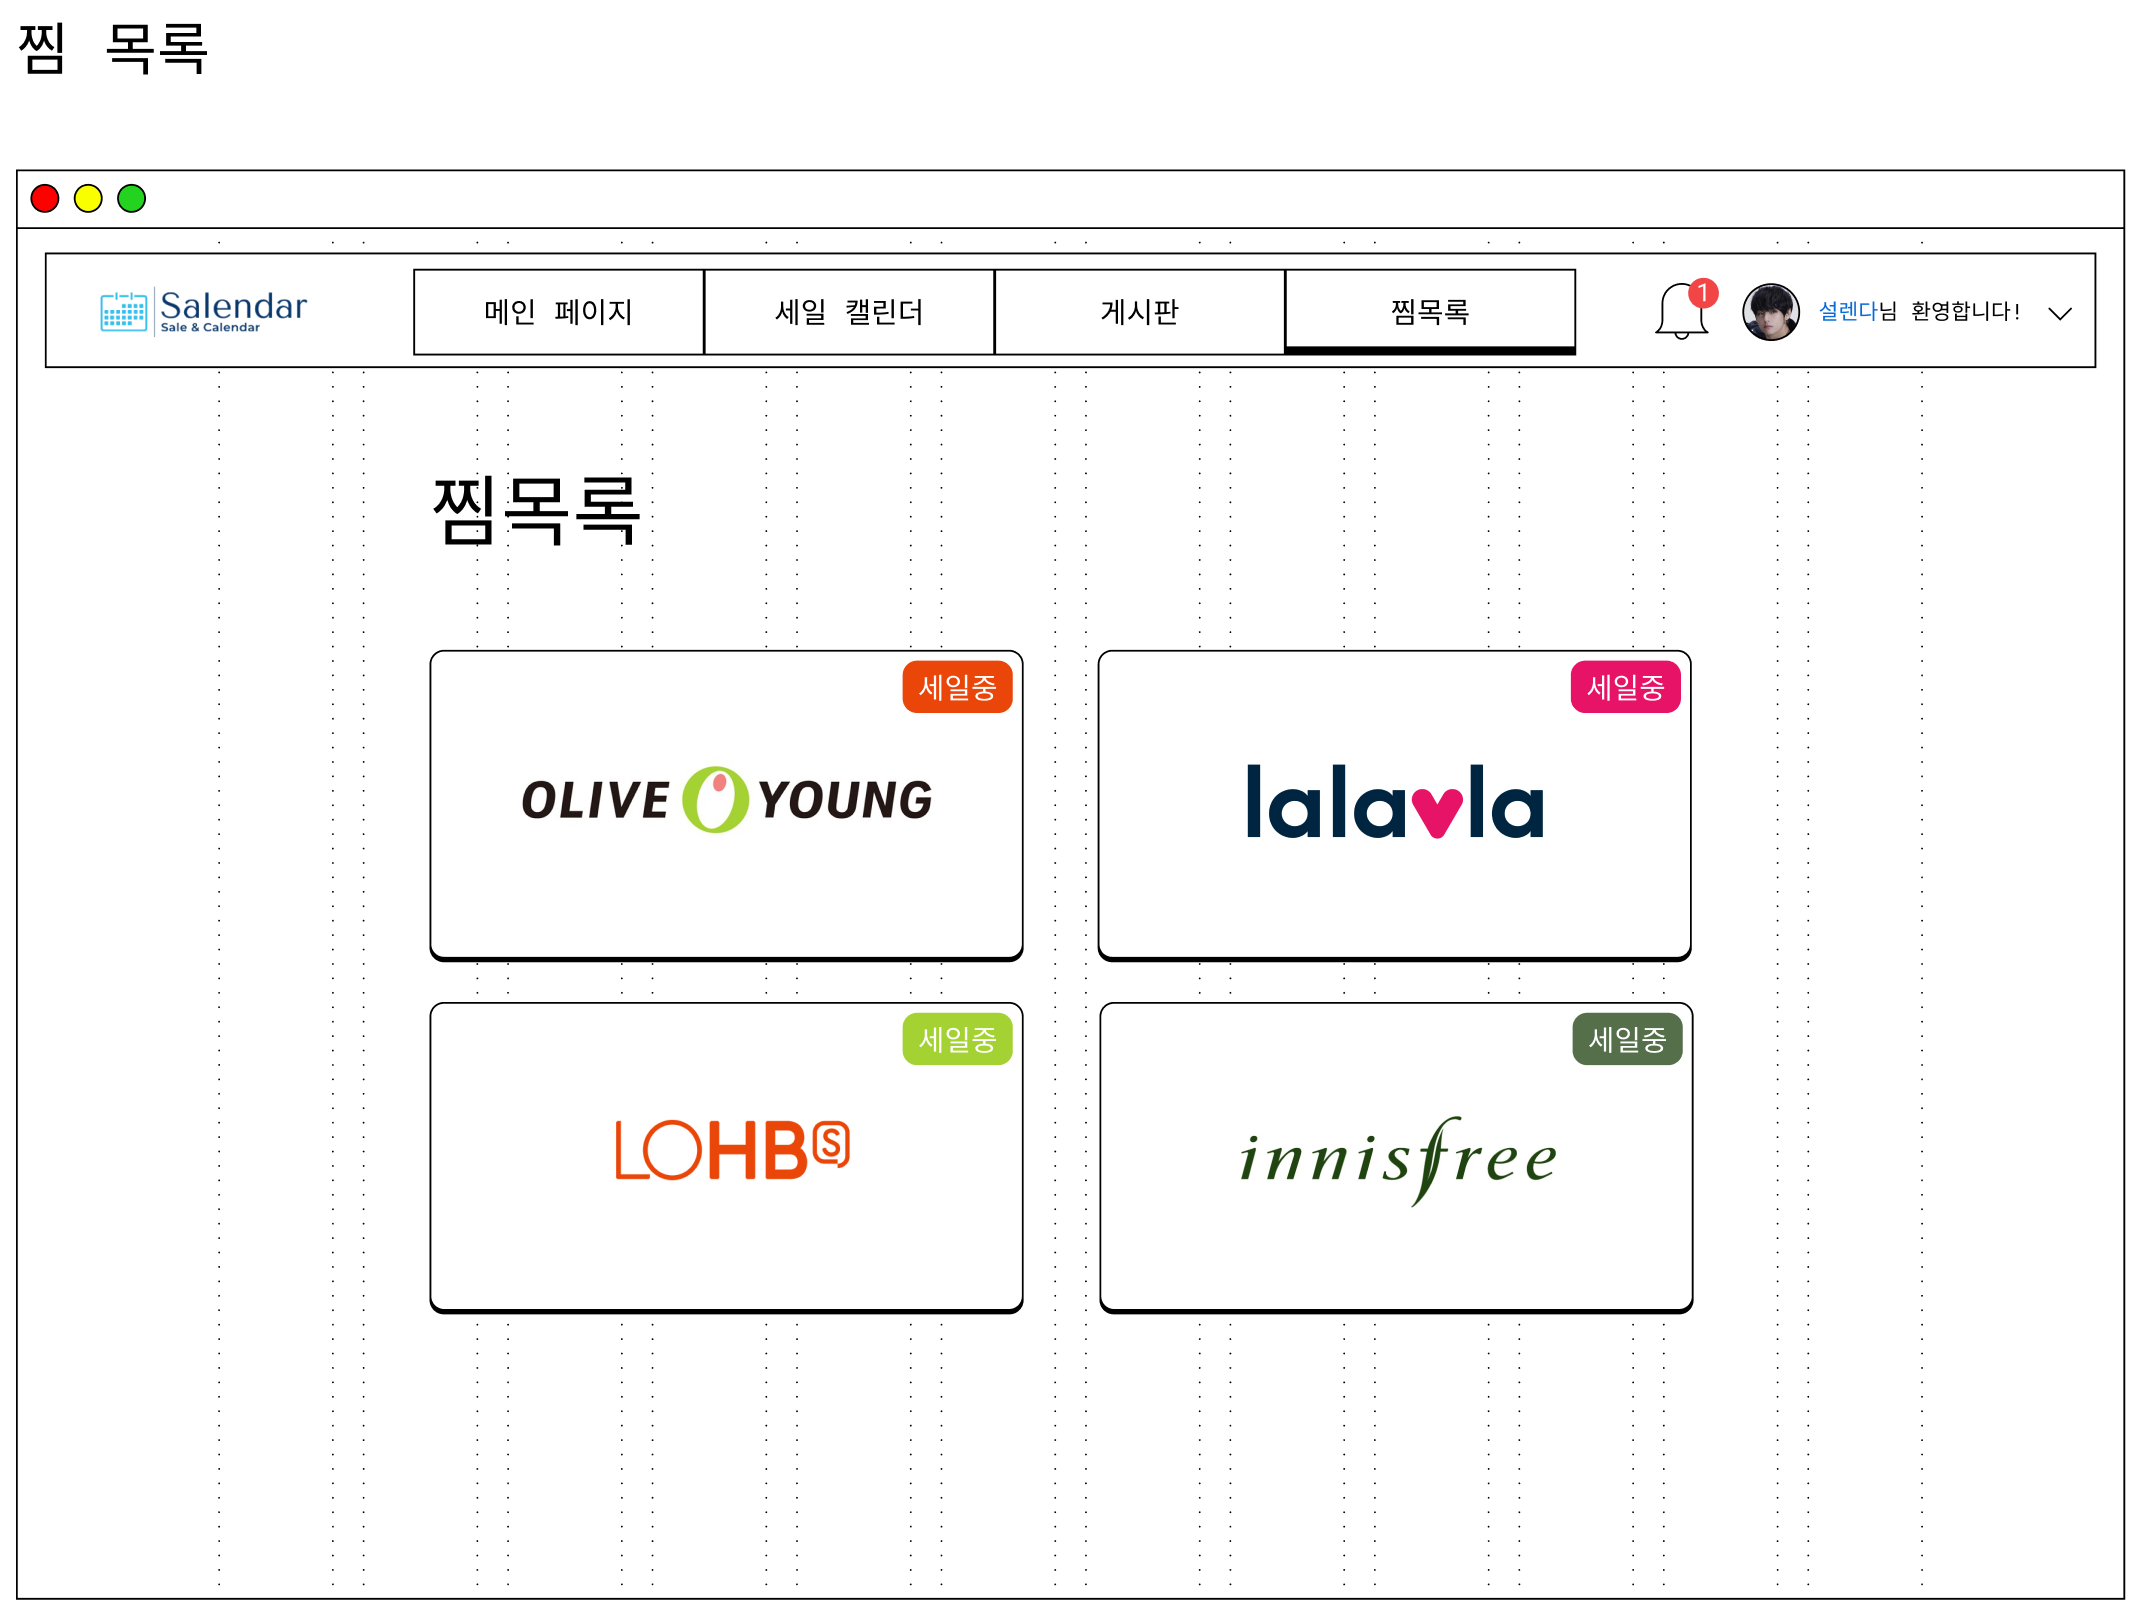 찜 목록
Salendar
Sale & Calendar
메인 페이지
세일 캘린더
게시판
찜목록
1
설렌다님 환영합니다!
찜목록
세일중
OLIVE YOUNG
세일중
lalavla
세일중
LOHBS
세일중
innisfree